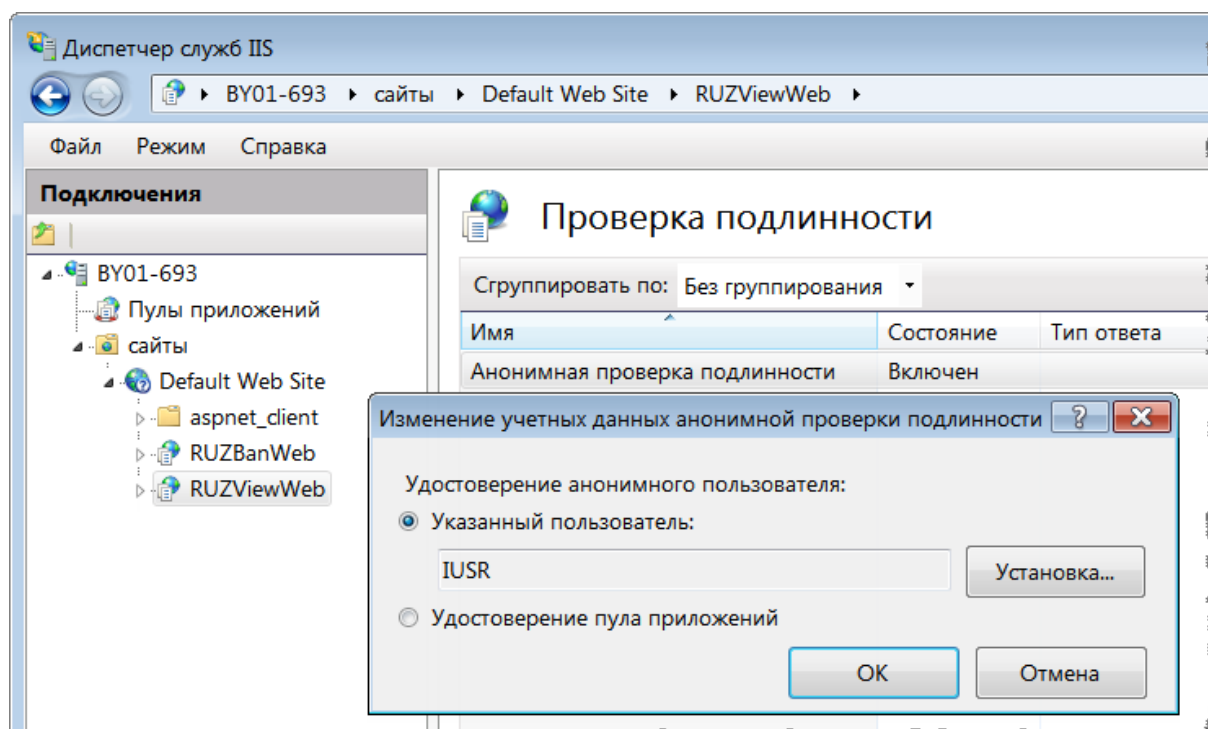 Диспетчер служб IIS
BY01-693 сайты Default Web Site RUZViewWeb
Файл Режим Справка
Подключения
BY01-693
Пулы приложений
сайты
Default Web Site
aspnet_client
RUZBanWeb
RUZViewWeb
Проверка подлинности
Сгруппировать по: Без группирования
Имя Состояние Тип ответа
Анонимная проверка подлинности Включен
Изменение учетных данных анонимной проверки подлинности
Удостоверение анонимного пользователя:
Указанный пользователь:
IUSR Установка...
Удостоверение пула приложений
ОК Отмена